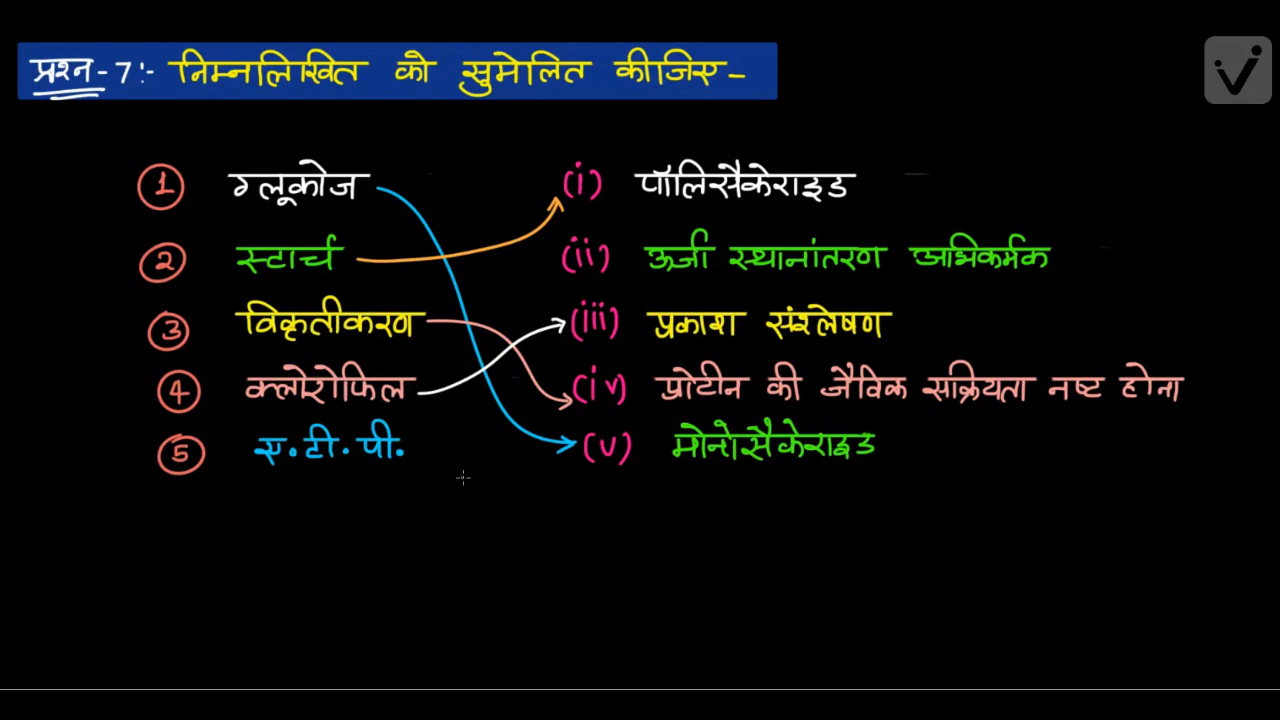 प्रश्न-7:- निम्नलिखित को सुमेलित कीजिए-
1 ग्लूकोज (i) पॉलिसैकेराइड
2 स्टार्च (ii) ऊर्जा स्थानांतरण अभिकर्मक
3 विकृतीकरण (iii) प्रकाश संश्लेषण
4 क्लोरोफिल (iv) प्रोटीन की जैविक सक्रियता नष्ट होना
5 ए.टी.पी. (v) मोनोसैकेराइड